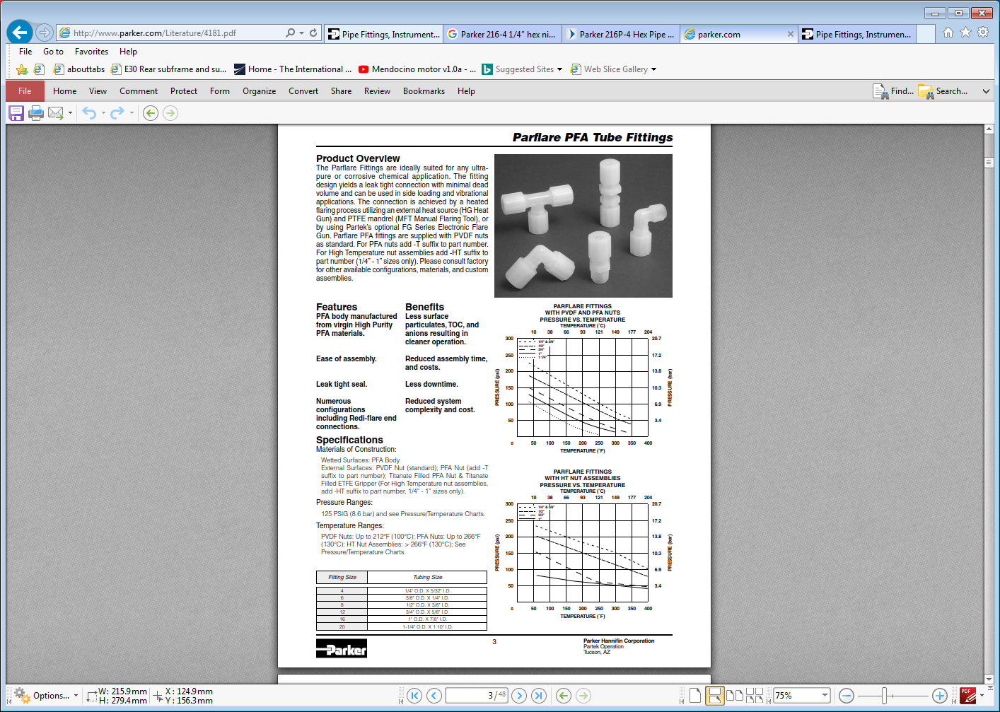 http://www.parker.com/Literature/4181.pdf
Pipe Fittings, Instrument...
Parker 216-4 1/4" hex ni...
Parker 216P-4 Hex Pipe ...
parker.com
Pipe Fittings, Instrumen...
File Go to Favorites Help
abouttabs
E30 Rear subframe and su...
Home - The International ...
Mendocino motor v1.0a - ...
Suggested Sites
Web Slice Gallery
File Home View Comment Protect Form Organize Convert Share Review Bookmarks Help
Find... Search...
Parflare PFA Tube Fittings
Product Overview
The Parflare Fittings are ideally suited for any ultra-
pure or corrosive chemical application. The fitting
design yields a leak tight connection with minimal dead
volume and can be used in side loading and vibrational
applications. The connection is achieved by a heated
flaring process utilizing an external heat source (HG Heat
Gun) and PTFE mandrel (MFT Manual Flaring Tool), or
by using Partek's optional FG Series Electronic Flare
Gun. Parflare PFA fittings are supplied with PVDF nuts
as standard. For PFA nuts add -T suffix to part number.
For High Temperature nut assemblies add -HT suffix to
part number (1/4" - 1" sizes only). Please consult factory
for other available configurations, materials, and custom
assemblies.
Features
PFA body manufactured
from virgin High Purity
PFA materials.
Ease of assembly.
Leak tight seal.
Numerous
configurations
including Redi-flare end
connections.
Benefits
Less surface
particulates, TOC, and
anions resulting in
cleaner operation.
Reduced assembly time,
and costs.
Less downtime.
Reduced system
complexity and cost.
Specifications
Materials of Construction:
Wetted Surfaces: PFA Body
External Surfaces: PVDF Nut (standard); PFA Nut (add -T
suffix to part number); Titanate Filled PFA Nut & Titanate
Filled ETFE Gripper (For High Temperature nut assemblies,
add -HT suffix to part number, 1/4" - 1" sizes only).
Pressure Ranges:
125 PSIG (8.6 bar) and see Pressure/Temperature Charts.
Temperature Ranges:
PVDF Nuts: Up to 212°F (100°C); PFA Nuts: Up to 266°F
(130°C); HT Nut Assemblies: > 266°F (130°C); See
Pressure/Temperature Charts.
Fitting Size Tubing Size
4 1/4" O.D. X 5/32" I.D.
6 3/8" O.D. X 1/4" I.D.
8 1/2" O.D. X 3/8" I.D.
12 3/4" O.D. X 5/8" I.D.
16 1" O.D. X 7/8" I.D.
20 1-1/4" O.D. X 1.10" I.D.
PARFLARE FITTINGS
WITH PVDF AND PFA NUTS
PRESSURE VS. TEMPERATURE
TEMPERATURE (°C)
10 38 66 93 121 149 177 204
300 20.7
250 17.2
200 13.8
150 10.3
100 6.9
50 3.4
0 50 100 150 200 250 300 350 400
1/4" & 3/8"
1/2"
3/4"
1"
1 1/4"
PRESSURE (psi)
PRESSURE (bar)
TEMPERATURE (°F)
PARFLARE FITTINGS
WITH HT NUT ASSEMBLIES
PRESSURE VS. TEMPERATURE
TEMPERATURE (°C)
10 38 66 93 121 149 177 204
300 20.7
250 17.2
200 13.8
150 10.3
100 6.9
50 3.4
0 50 100 150 200 250 300 350 400
1/4" & 3/8"
1/2"
3/4"
1"
PRESSURE (psi)
PRESSURE (bar)
TEMPERATURE (°F)
Parker
3
Parker Hannifin Corporation
Partek Operation
Tucson, AZ
Options...
W: 215.9 mm
H: 279.4 mm
X: 124.9 mm
Y: 156.3 mm
3 / 48
75%
PDF